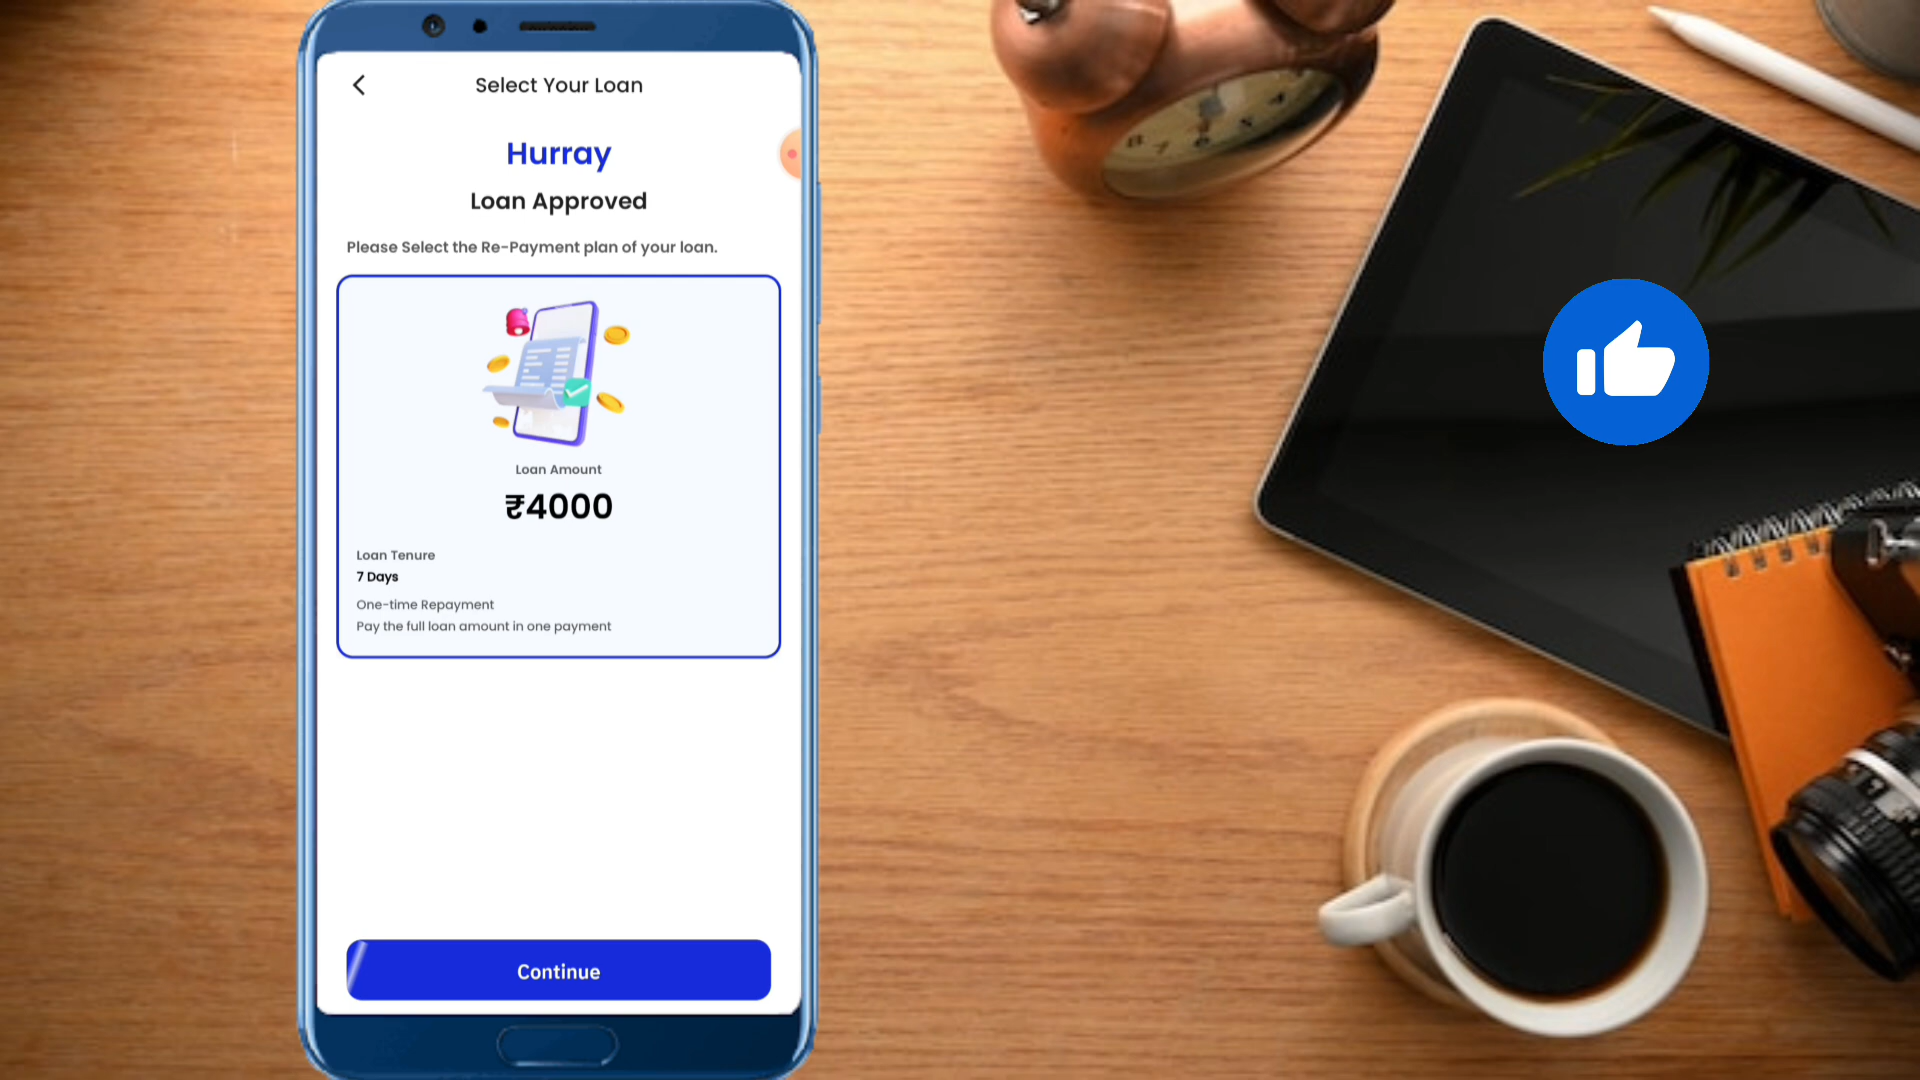 Select Your Loan
Hurray
Loan Approved
Please Select the Re-Payment plan of your loan.
Loan Amount
₹4000
Loan Tenure
7 Days
One-time Repayment
Pay the full loan amount in one payment
Continue